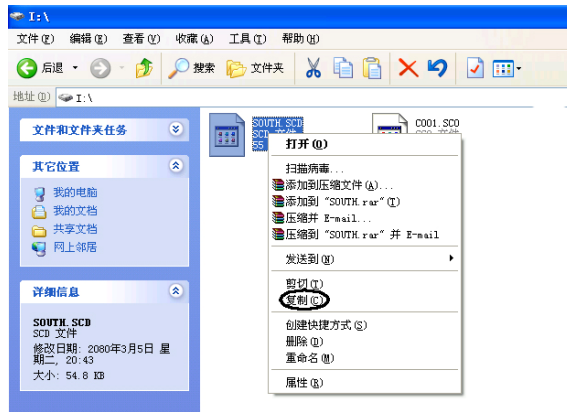 I:\
文件(F) 编辑(E) 查看(V) 收藏(A) 工具(T) 帮助(H)
后退 搜索 文件夹
地址(D) I:\
文件和文件夹任务
其它位置
我的电脑
我的文档
共享文档
网上邻居
详细信息
SOUTH.SCD
SCD 文件
修改日期: 2080年3月5日 星
期二, 20:43
大小: 54.8 KB
SOUTH.SCD
SCD 文件
55
C001.SCO
打开(O)
扫描病毒...
添加到压缩文件(A)...
添加到 "SOUTH.rar"(T)
压缩并 E-mail...
压缩到 "SOUTH.rar" 并 E-mail
发送到(N)
剪切(T)
复制(C)
创建快捷方式(S)
删除(D)
重命名(M)
属性(R)